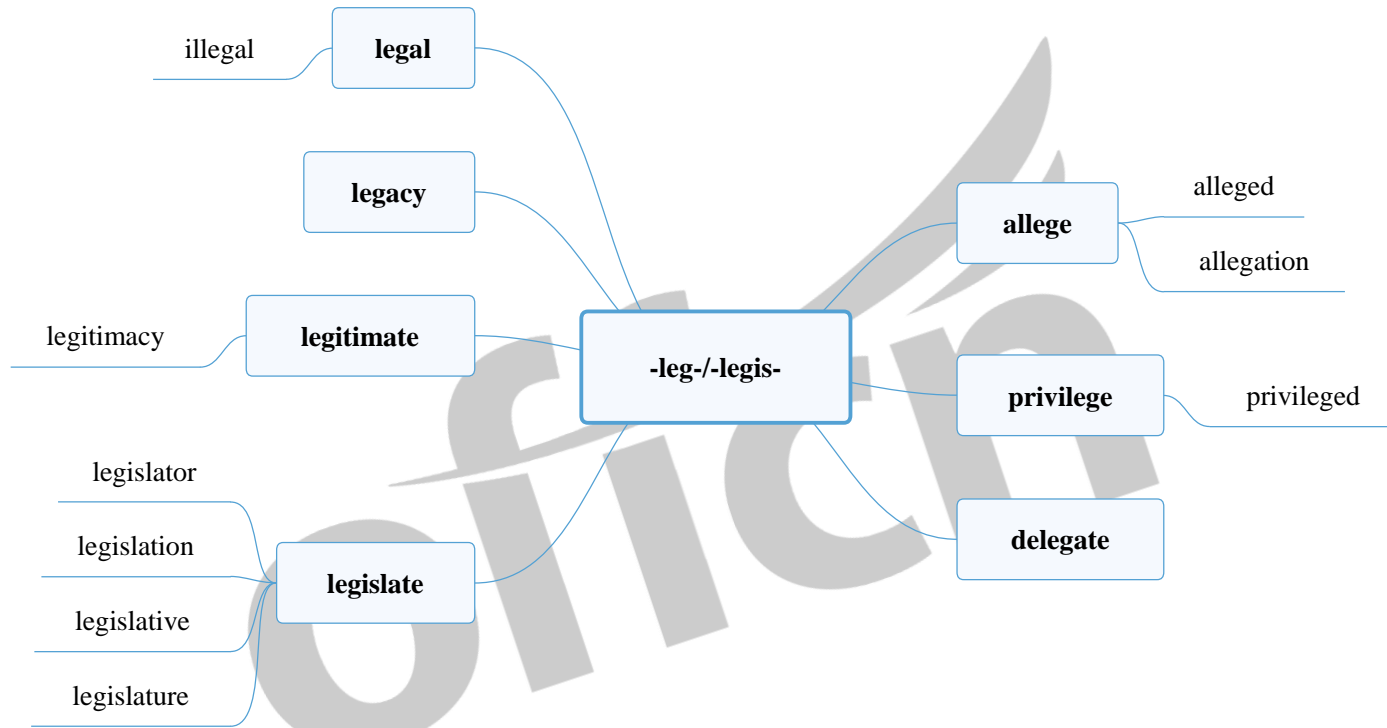 illegal
legal
legacy
legitimacy
legitimate
legislator
legislation
legislative
legislature
legislate
-leg-/-legis-
allege
alleged
allegation
privilege
privileged
delegate